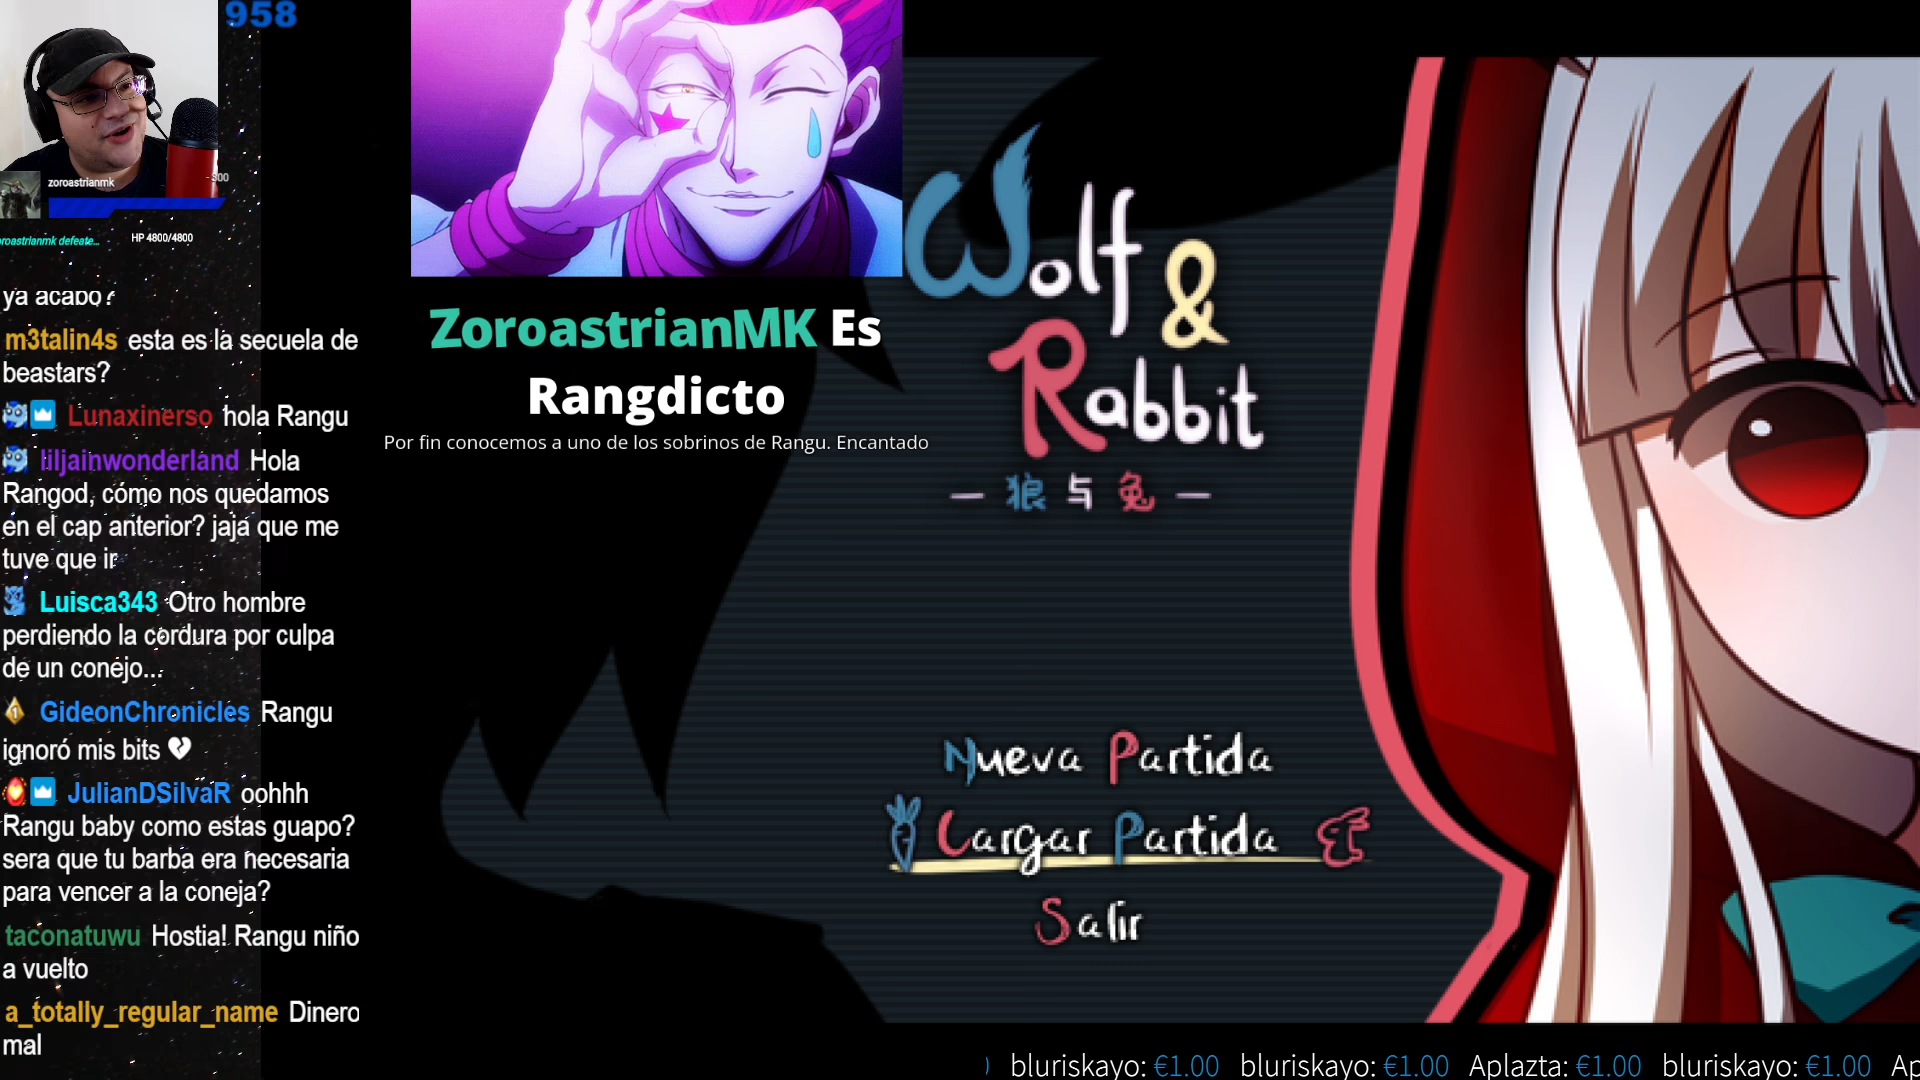 958
zoroastrianmk
- 300
roastrianmk defeate...
HP 4800/4800
ya acabo?
m3talin4s esta es la secuela de
beastars?
Lunaxinerso hola Rangu
liljainwonderland Hola
Rangod, cómo nos quedamos
en el cap anterior? jaja que me
tuve que ir
Luisca343 Otro hombre
perdiendo la cordura por culpa
de un conejo...
GideonChronicles Rangu
ignoró mis bits
JulianDSilvaR oohhh
Rangu baby como estas guapo?
sera que tu barba era necesaria
para vencer a la coneja?
taconatuwu Hostia! Rangu niño
a vuelto
a_totally_regular_name Dinero
mal
ZoroastrianMK Es
Rangdicto
Por fin conocemos a uno de los sobrinos de Rangu. Encantado
Wolf &
Rabbit
— 狼与兔 —
Nueva Partida
Cargar Partida
Salir
) bluriskayo: €1.00 bluriskayo: €1.00 Aplazta: €1.00 bluriskayo: €1.00 Ap